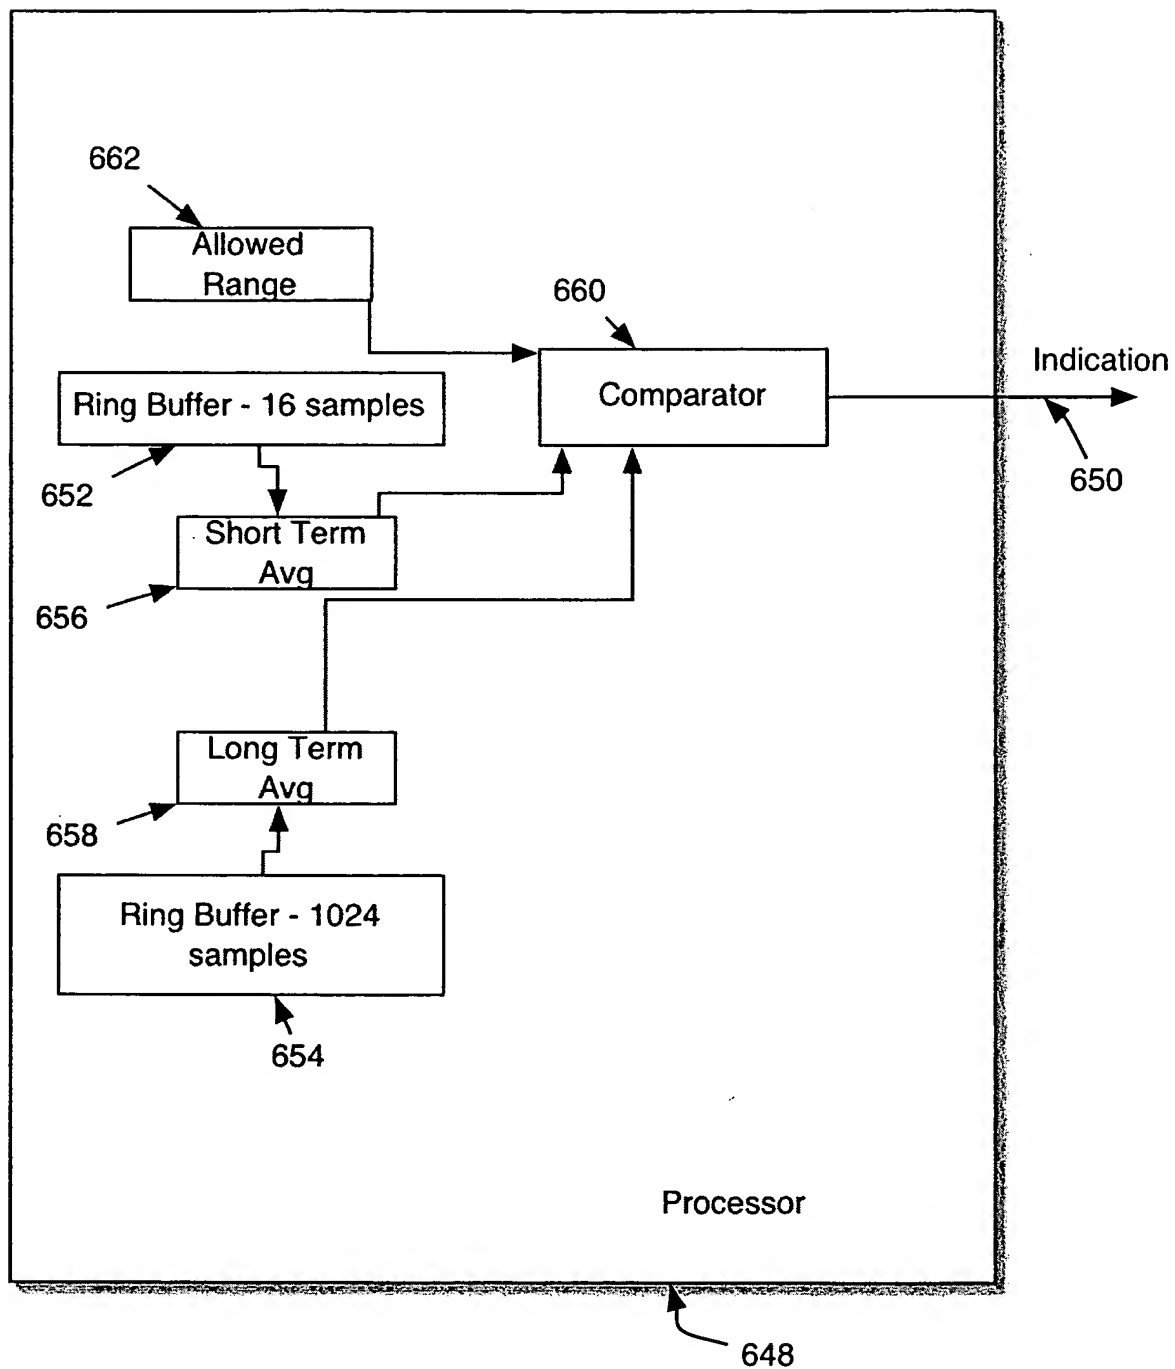 662
Allowed
Range
660
Comparator
Indication
650
Ring Buffer - 16 samples
652
Short Term
Avg
656
Long Term
Avg
658
Ring Buffer - 1024
samples
654
Processor
648